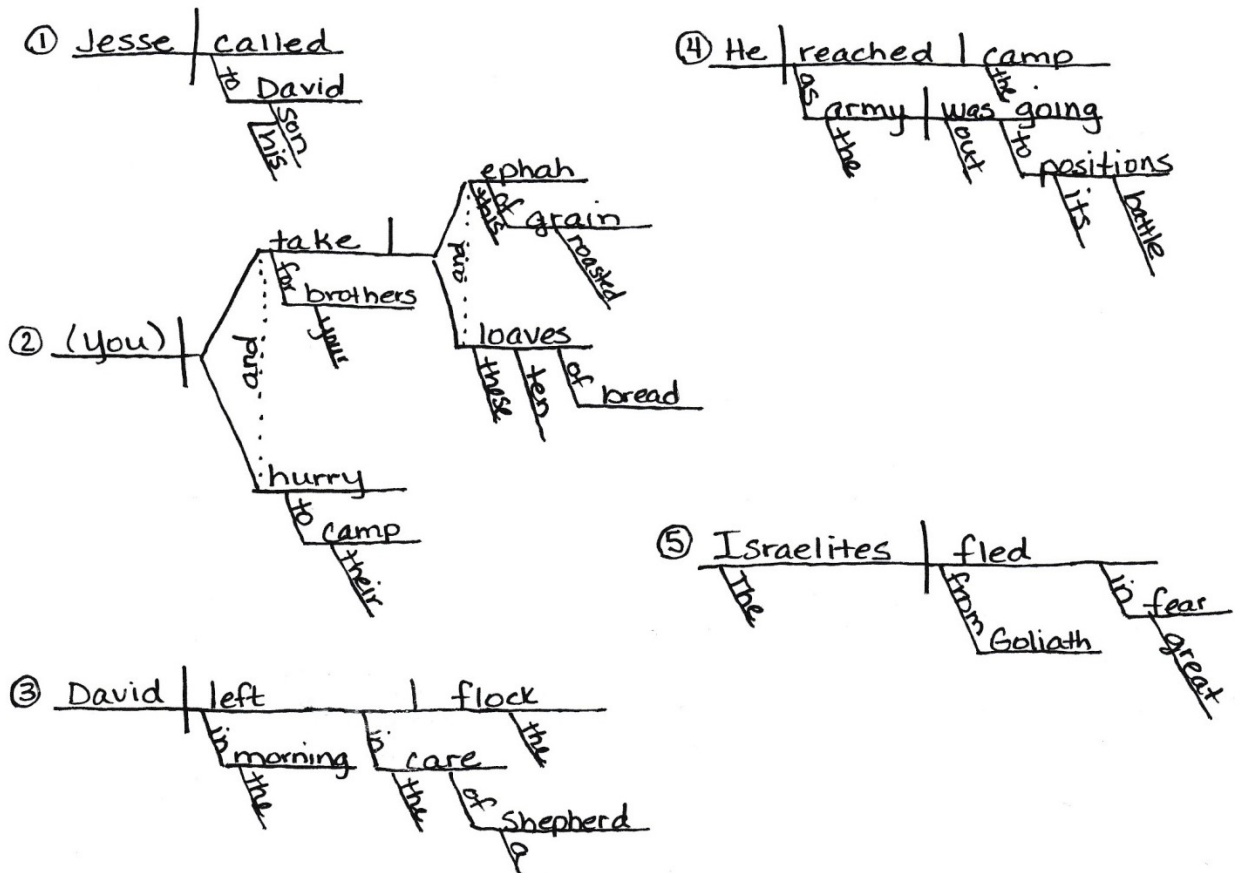 ① Jesse called
to David
son
his
② (you)
and
take
for brothers
your
and
ephah
this
of grain
roasted
loaves
these
ten
of bread
hurry
to camp
their
③ David left flock
in morning
the
in care
the
of Shepherd
a
the
④ He reached camp
the
as army was going
the
out
to positions
its
battle
⑤ Israelites fled
The
from Goliath
in fear
great